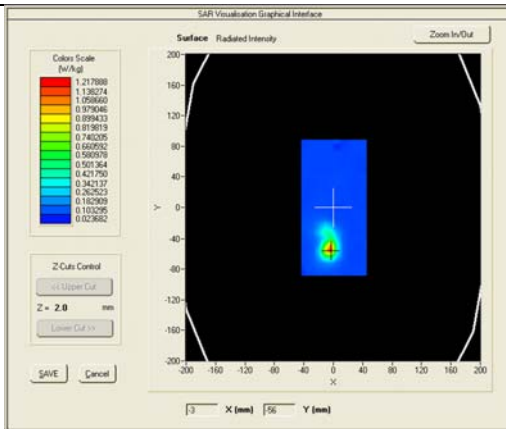 SAR Visualisation Graphical Interface
Surface Radiated Intensity
Zoom In/Out
Colors Scale
(W/kg)
1.217888
1.138274
1.058660
0.979046
0.899433
0.819819
0.740205
0.660592
0.580978
0.501364
0.421750
0.342137
0.262523
0.182909
0.103295
0.023682
200
160
120
80
40
0
-40
-80
-120
-160
-200
Y
-200 -160 -120 -80 -40 0 40 80 120 160 200
X
Z-Cuts Control
<< Upper Cut
Z = 2.0 mm
Lower Cut >>
SAVE Cancel
-3 X (mm) -56 Y (mm)